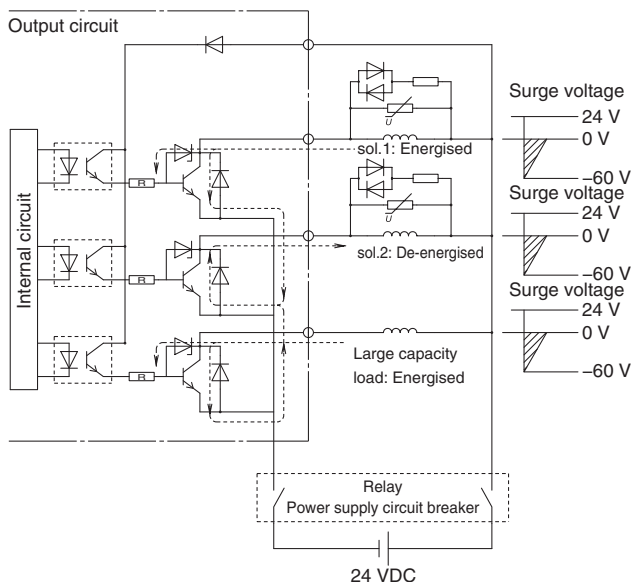 Output circuit
Internal circuit
R
R
R
U
sol.1: Energised
U
sol.2: De-energised
Large capacity
load: Energised
Surge voltage
24 V
0 V
–60 V
Surge voltage
24 V
0 V
–60 V
Surge voltage
24 V
0 V
–60 V
Relay
Power supply circuit breaker
24 VDC